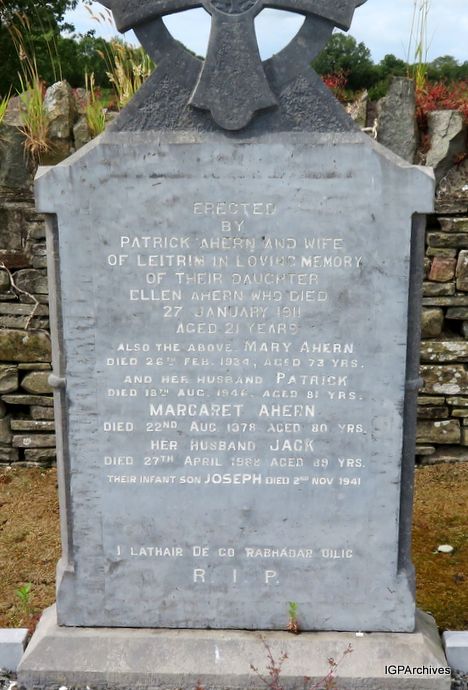 ERECTED
BY
PATRICK AHERN AND WIFE
OF LEITRIM IN LOVING MEMORY
OF THEIR DAUGHTER
ELLEN AHERN WHO DIED
27 JANUARY 1911
AGED 21 YEARS
ALSO THE ABOVE MARY AHERN
DIED 26TH FEB. 1934, AGED 73 YRS.
AND HER HUSBAND PATRICK
DIED 18TH AUG. 1946. AGED 81 YRS.
MARGARET AHERN
DIED 22ND AUG 1978 AGED 80 YRS.
HER HUSBAND JACK
DIED 27TH APRIL 1988 AGED 89 YRS.
THEIR INFANT SON JOSEPH DIED 2ND NOV 1941
I LATHAIR DE GO RABHADAR UILIG
R. I. P.
IGPArchives